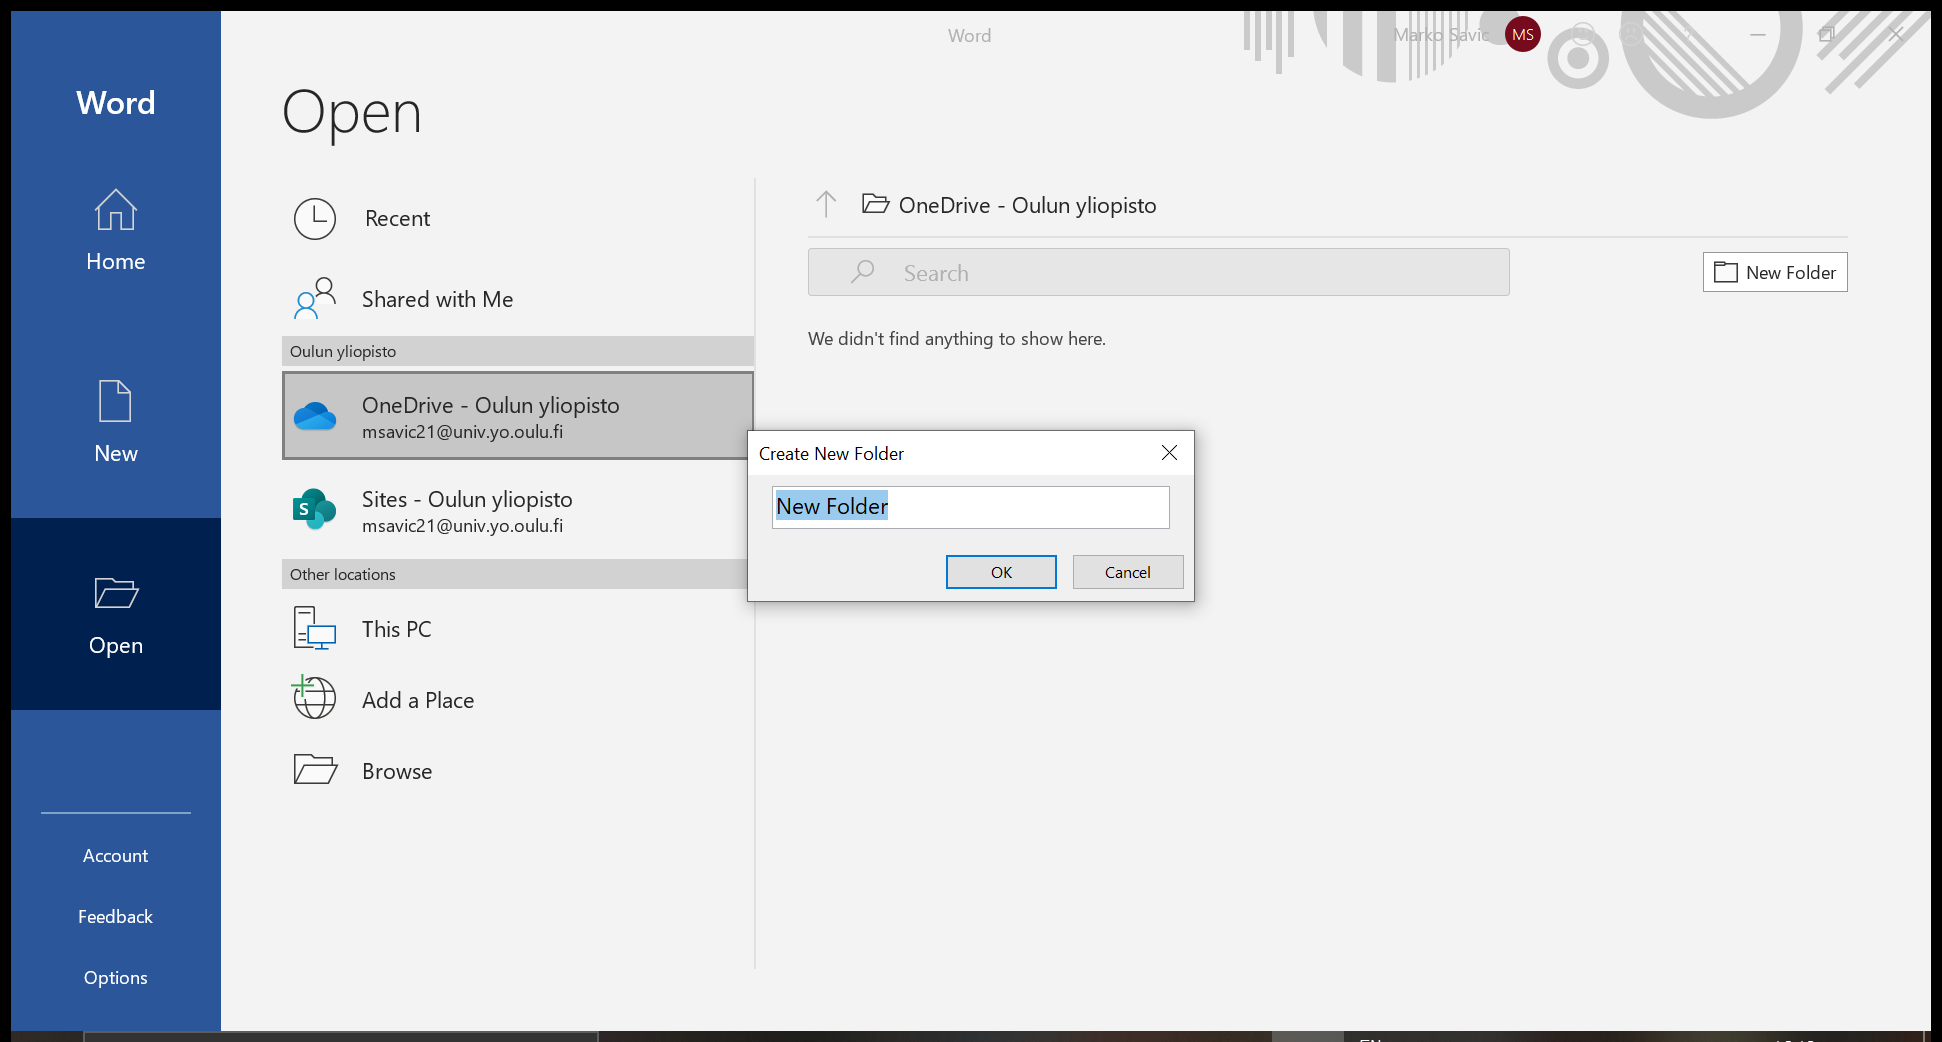 Word
Marko Savic
MS
Word
Home
New
Open
Account
Feedback
Options
Open
Recent
Shared with Me
Oulun yliopisto
OneDrive - Oulun yliopisto
msavic21@univ.yo.oulu.fi
S
Sites - Oulun yliopisto
msavic21@univ.yo.oulu.fi
Other locations
This PC
Add a Place
Browse
OneDrive - Oulun yliopisto
Search
New Folder
We didn't find anything to show here.
Create New Folder
New Folder
OK
Cancel